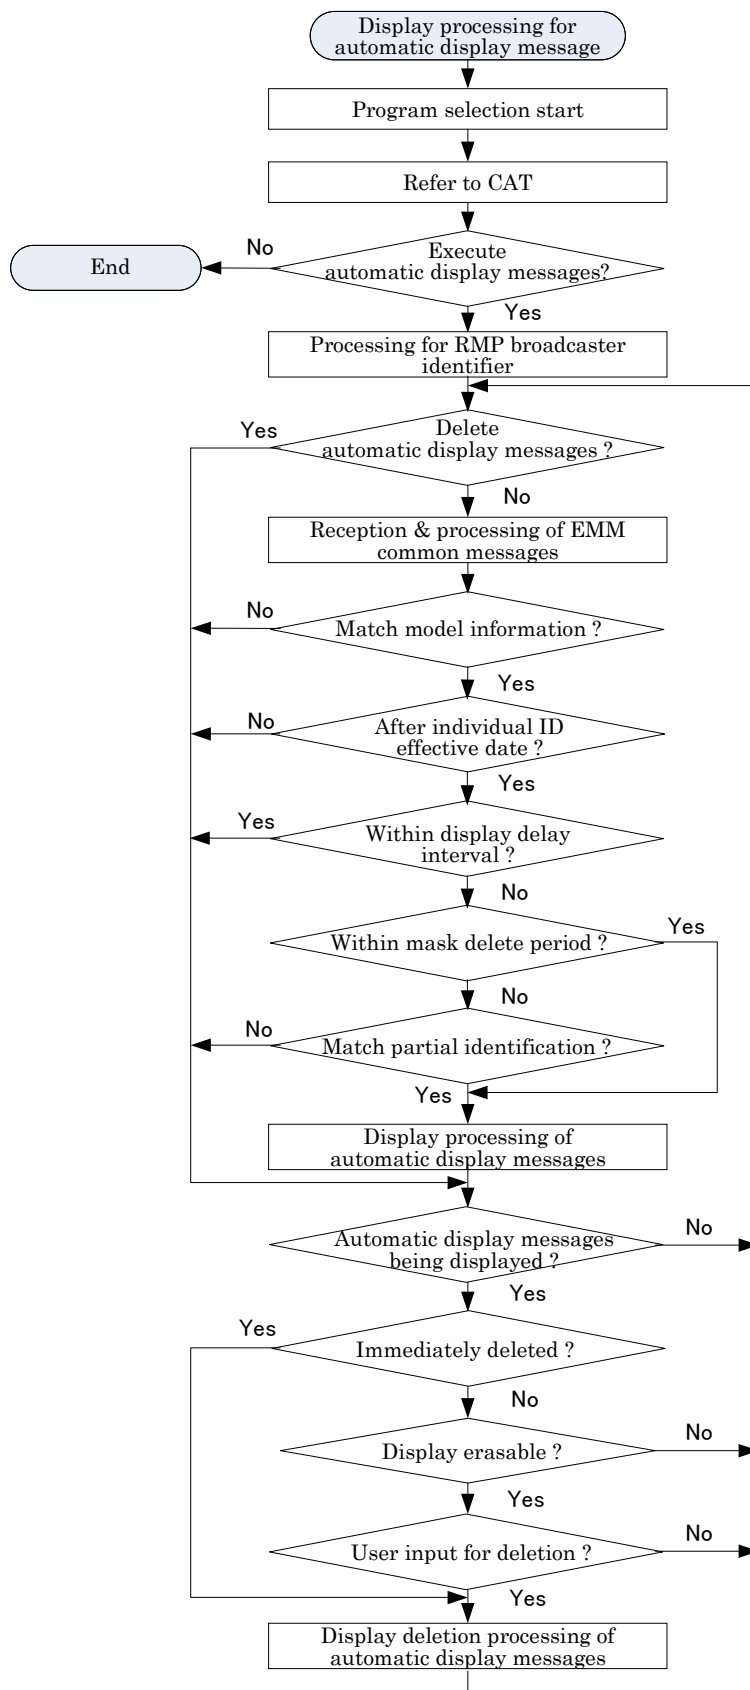 Display processing for
automatic display message
Program selection start
Refer to CAT
Execute
automatic display messages?
No
End
Yes
Processing for RMP broadcaster
identifier
Delete
automatic display messages ?
Yes
No
Reception & processing of EMM
common messages
Match model information ?
No
Yes
After individual ID
effective date ?
No
Yes
Within display delay
interval ?
Yes
No
Within mask delete period ?
Yes
No
Match partial identification ?
No
Yes
Display processing of
automatic display messages
Automatic display messages
being displayed ?
No
Yes
Immediately deleted ?
Yes
No
Display erasable ?
No
Yes
User input for deletion ?
No
Yes
Display deletion processing of
automatic display messages